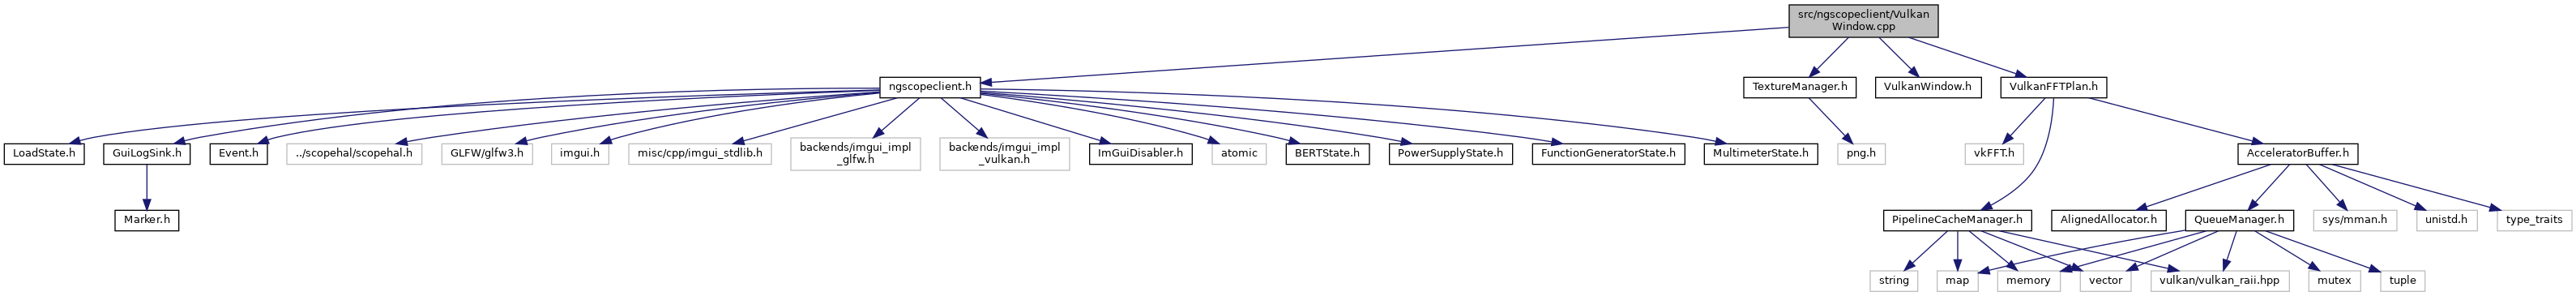 src/ngscopeclient/Vulkan
Window.cpp
ngscopeclient.h
TextureManager.h
VulkanWindow.h
VulkanFFTPlan.h
LoadState.h
GuiLogSink.h
Event.h
../scopehal/scopehal.h
GLFW/glfw3.h
imgui.h
misc/cpp/imgui_stdlib.h
backends/imgui_impl
_glfw.h
backends/imgui_impl
_vulkan.h
ImGuiDisabler.h
atomic
BERTState.h
PowerSupplyState.h
FunctionGeneratorState.h
MultimeterState.h
png.h
vkFFT.h
AcceleratorBuffer.h
Marker.h
PipelineCacheManager.h
AlignedAllocator.h
QueueManager.h
sys/mman.h
unistd.h
type_traits
string
map
memory
vector
vulkan/vulkan_raii.hpp
mutex
tuple